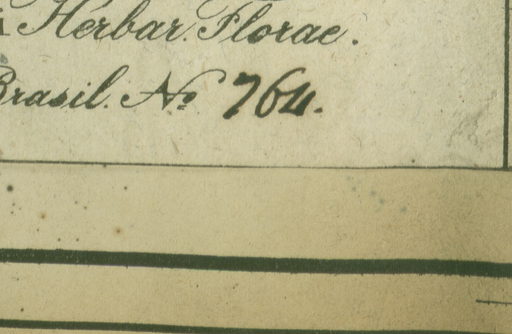 Herbar. Florae.
Brasil. No 764.